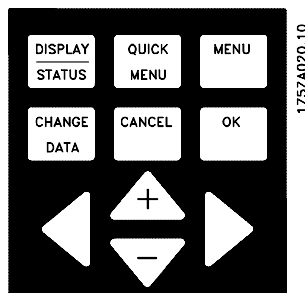 DISPLAY
STATUS
QUICK
MENU
MENU
CHANGE
DATA
CANCEL
OK
+
−
175ZA020.10